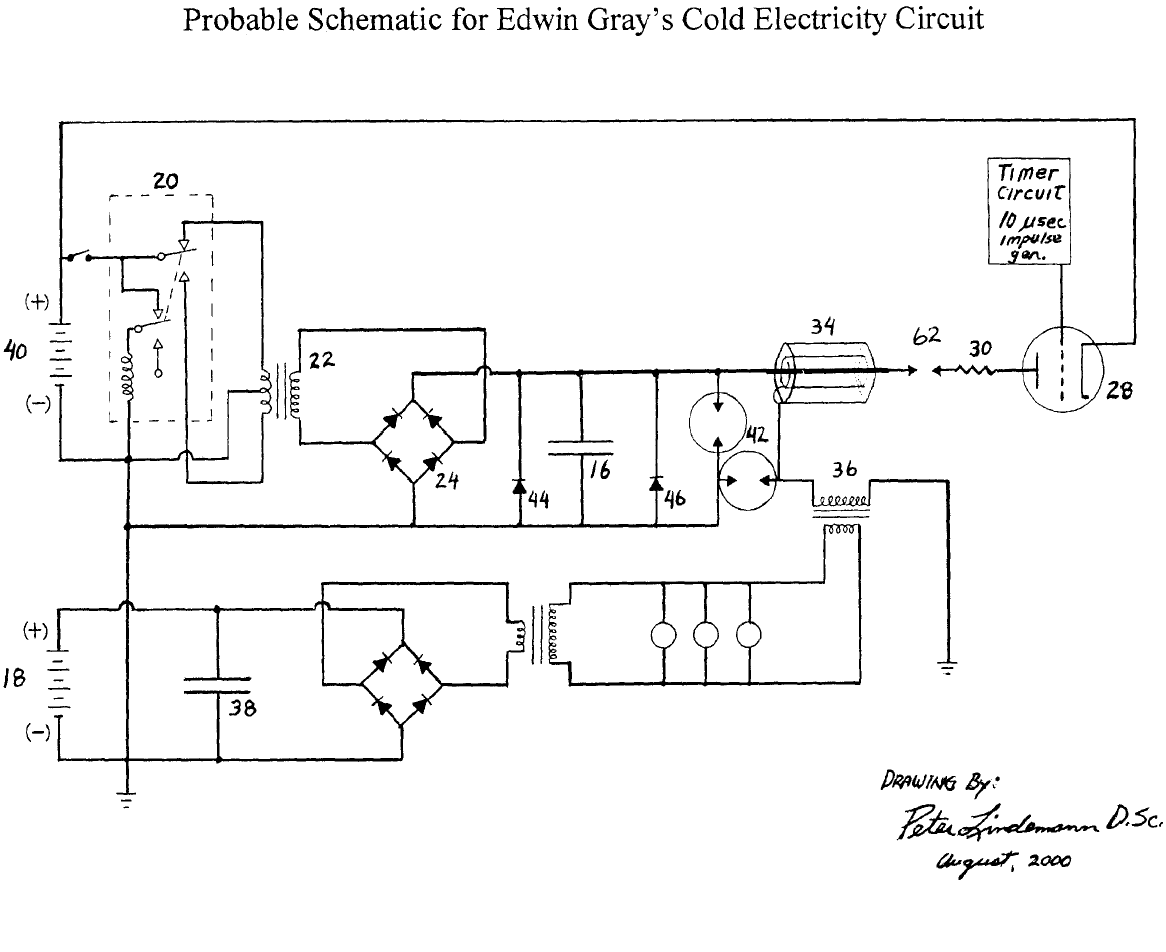 Probable Schematic for Edwin Gray's Cold Electricity Circuit
20
Timer
Circuit
10 µsec
impulse
gen.
(+)
40
(-)
22
34
62
30
28
42
24
44
16
46
36
(+)
18
(-)
38
Drawing By:
Peter Lindemann D.Sc.
August, 2000